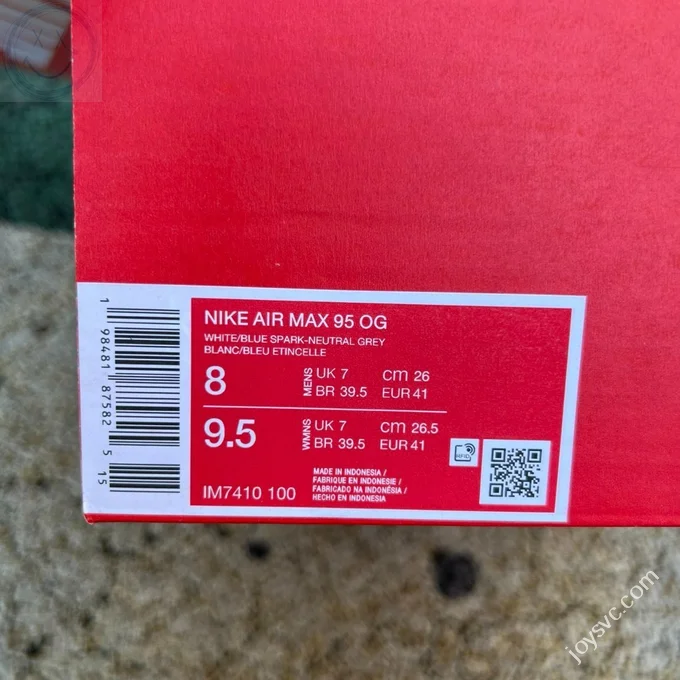 NIKE AIR MAX 95 OG
WHITE/BLUE SPARK-NEUTRAL GREY
BLANC/BLEU ETINCELLE
8 MENS UK 7 cm 26
BR 39.5 EUR 41
9.5 WMNS UK 7 cm 26.5
BR 39.5 EUR 41
IM7410 100
MADE IN INDONESIA /
FABRIQUE EN INDONESIE /
FABRICADO NA INDONÉSIA /
HECHO EN INDONESIA
1 98481 87582 5 15
joysvc.com